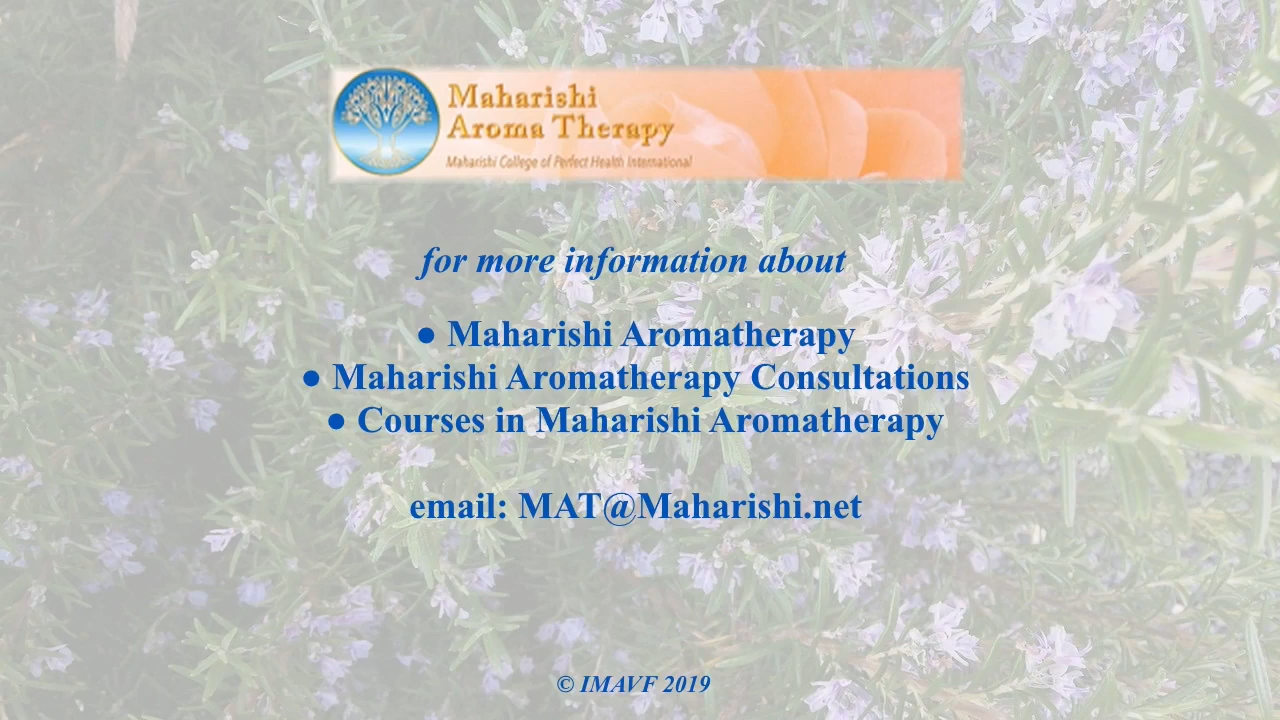 Maharishi
Aroma Therapy
Maharishi College of Perfect Health International
for more information about
● Maharishi Aromatherapy
● Maharishi Aromatherapy Consultations
● Courses in Maharishi Aromatherapy
email: MAT@Maharishi.net
© IMAVF 2019